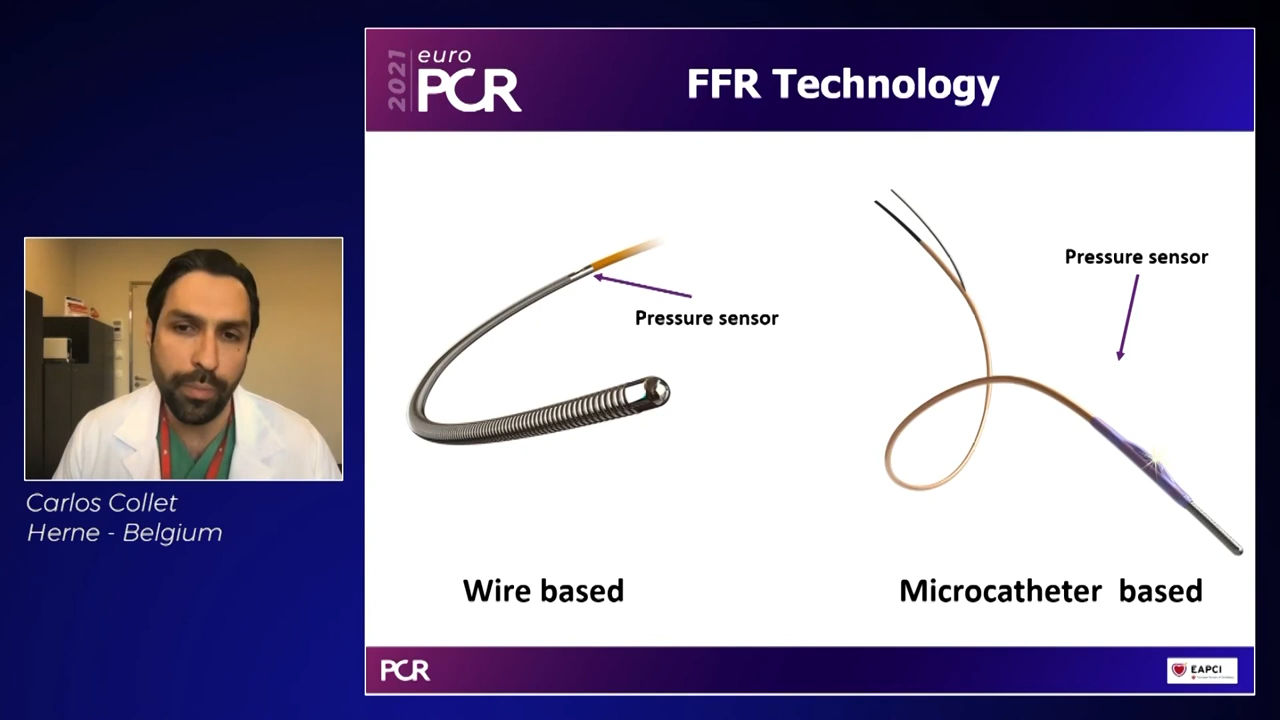 2021
euro
PCR
FFR Technology
Pressure sensor
Pressure sensor
Carlos Collet
Herne - Belgium
Wire based
Microcatheter based
PCR
EAPCI